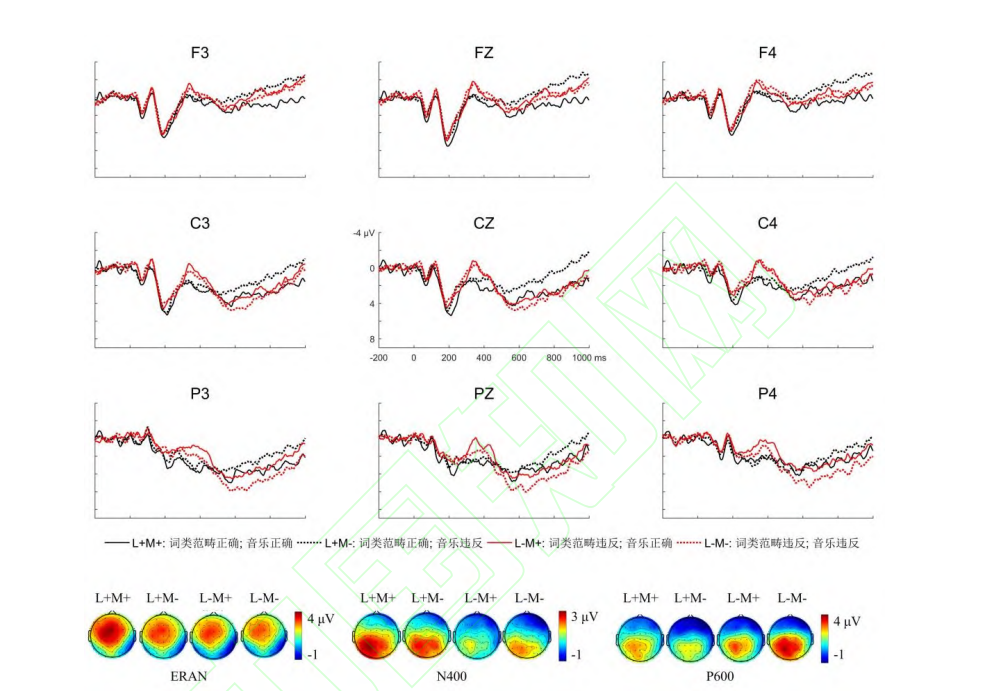 F3 FZ F4
C3 CZ C4
-4 μV
0
4
8
-200 0 200 400 600 800 1000 ms
P3 PZ P4
L+M+: 词类范畴正确; 音乐正确 L+M-: 词类范畴正确; 音乐违反 L-M+: 词类范畴违反; 音乐正确 L-M-: 词类范畴违反; 音乐违反
L+M+ L+M- L-M+ L-M- L+M+ L+M- L-M+ L-M- L+M+ L+M- L-M+ L-M-
4 μV 3 μV 4 μV
-1 -1 -1
ERAN N400 P600